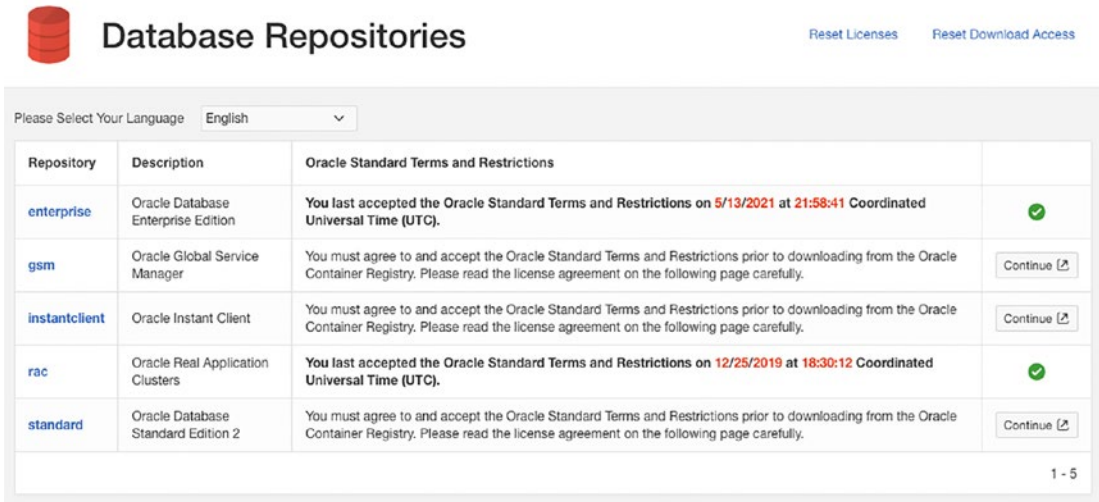 Database Repositories
Reset Licenses
Reset Download Access
Please Select Your Language
English
Repository
Description
Oracle Standard Terms and Restrictions
enterprise
Oracle Database
Enterprise Edition
You last accepted the Oracle Standard Terms and Restrictions on 5/13/2021 at 21:58:41 Coordinated
Universal Time (UTC).
gsm
Oracle Global Service
Manager
You must agree to and accept the Oracle Standard Terms and Restrictions prior to downloading from the Oracle
Container Registry. Please read the license agreement on the following page carefully.
Continue
instantclient
Oracle Instant Client
You must agree to and accept the Oracle Standard Terms and Restrictions prior to downloading from the Oracle
Container Registry. Please read the license agreement on the following page carefully.
Continue
rac
Oracle Real Application
Clusters
You last accepted the Oracle Standard Terms and Restrictions on 12/25/2019 at 18:30:12 Coordinated
Universal Time (UTC).
standard
Oracle Database
Standard Edition 2
You must agree to and accept the Oracle Standard Terms and Restrictions prior to downloading from the Oracle
Container Registry. Please read the license agreement on the following page carefully.
Continue
1 - 5